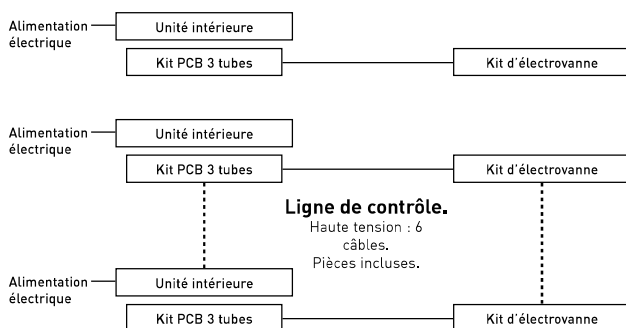 Alimentation
électrique
Unité intérieure
Kit PCB 3 tubes
Kit d'électrovanne
Alimentation
électrique
Unité intérieure
Kit PCB 3 tubes
Kit d'électrovanne
Ligne de contrôle.
Haute tension : 6
câbles.
Pièces incluses.
Alimentation
électrique
Unité intérieure
Kit PCB 3 tubes
Kit d'électrovanne